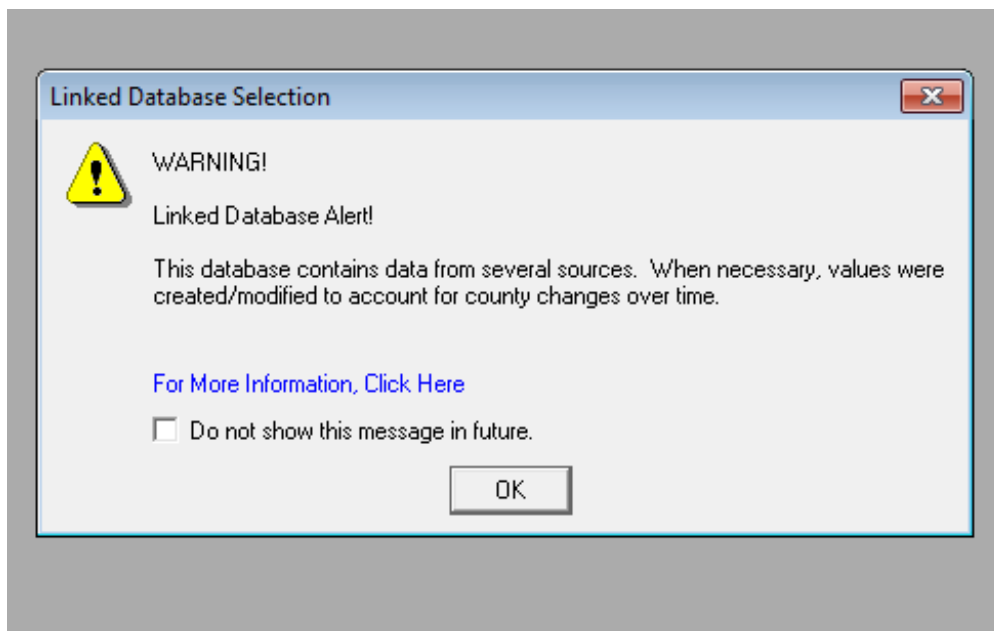 Linked Database Selection
WARNING!
Linked Database Alert!
This database contains data from several sources.  When necessary, values were
created/modified to account for county changes over time.
For More Information, Click Here
Do not show this message in future.
OK